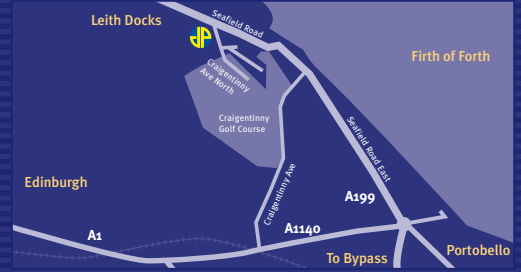 Leith Docks
Seafield Road
Firth of Forth
Craigentinny
Ave North
Craigentinny
Golf Course
Seafield Road East
Edinburgh
Craigentinny Ave
A199
A1
A1140
To Bypass
Portobello